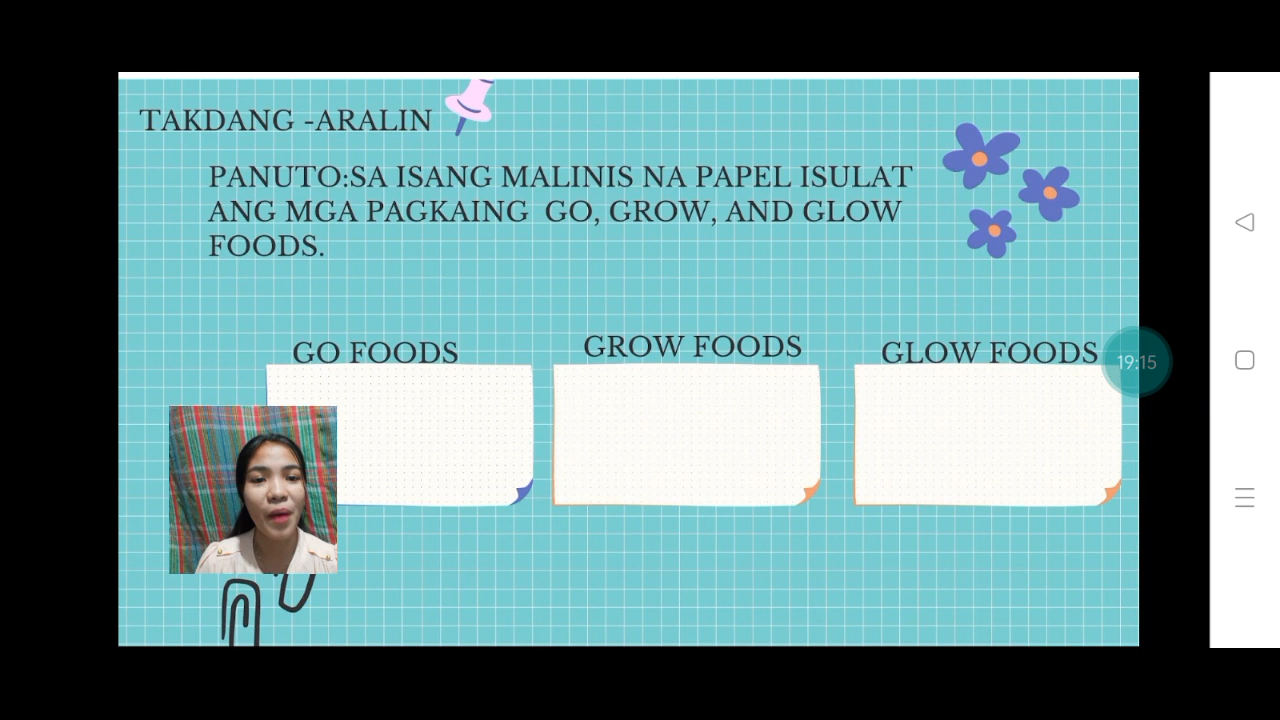 TAKDANG -ARALIN
PANUTO:SA ISANG MALINIS NA PAPEL ISULAT
ANG MGA PAGKAING GO, GROW, AND GLOW
FOODS.
GO FOODS
GROW FOODS
GLOW FOODS
19:15